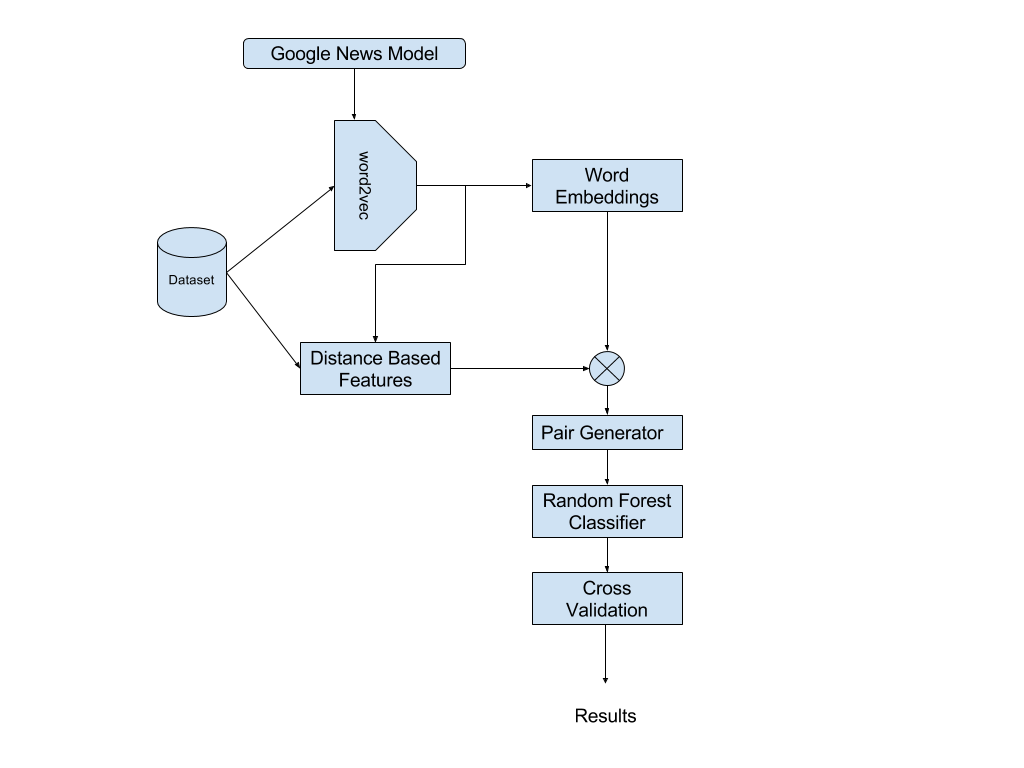 Google News Model
word2vec
Word
Embeddings
Dataset
Distance Based
Features
Pair Generator
Random Forest
Classifier
Cross
Validation
Results